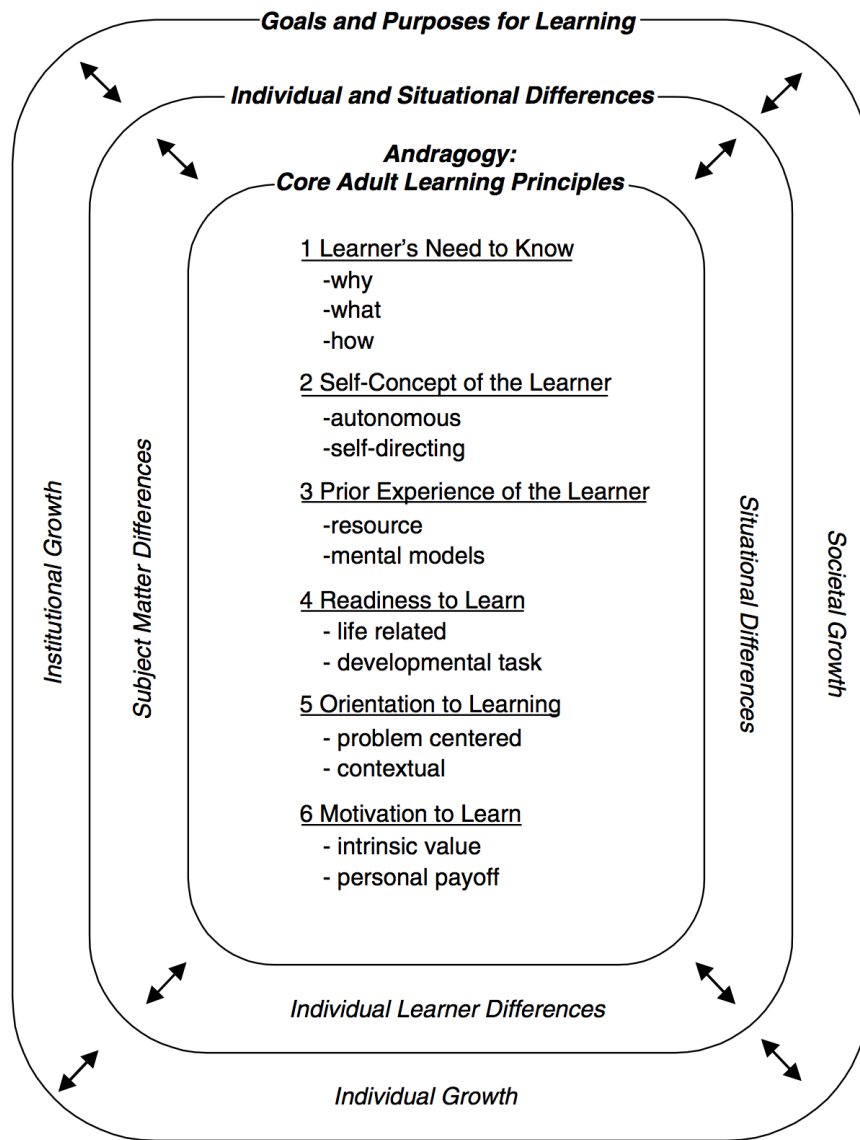 Goals and Purposes for Learning
Individual and Situational Differences
Andragogy:
Core Adult Learning Principles
1 Learner's Need to Know
-why
-what
-how
2 Self-Concept of the Learner
-autonomous
-self-directing
3 Prior Experience of the Learner
-resource
-mental models
4 Readiness to Learn
- life related
- developmental task
5 Orientation to Learning
- problem centered
- contextual
6 Motivation to Learn
- intrinsic value
- personal payoff
Institutional Growth
Subject Matter Differences
Situational Differences
Societal Growth
Individual Learner Differences
Individual Growth